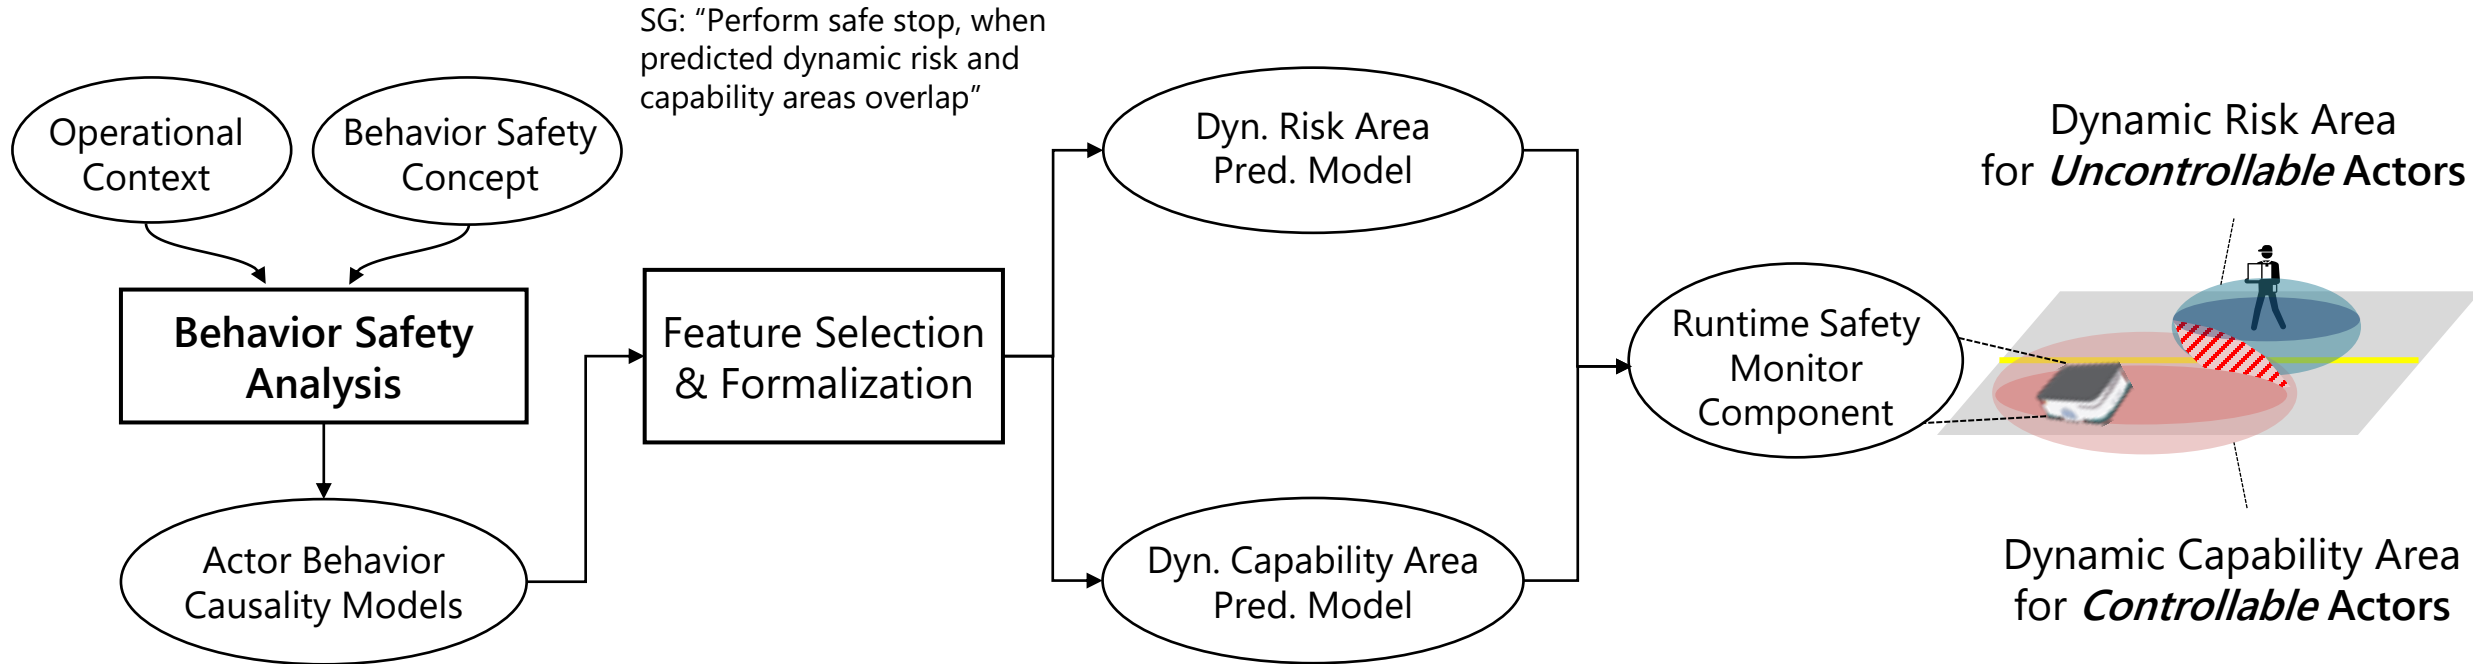 SG: “Perform safe stop, when
predicted dynamic risk and
capability areas overlap”
Operational
Context
Behavior Safety
Concept
Behavior Safety
Analysis
Actor Behavior
Causality Models
Feature Selection
& Formalization
Dyn. Risk Area
Pred. Model
Dyn. Capability Area
Pred. Model
Runtime Safety
Monitor
Component
Dynamic Risk Area
for Uncontrollable Actors
Dynamic Capability Area
for Controllable Actors